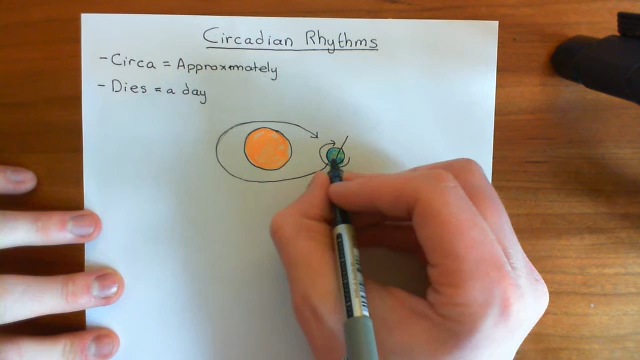 Circadian Rhythms
- Circa = Approximately
- Dies = a day